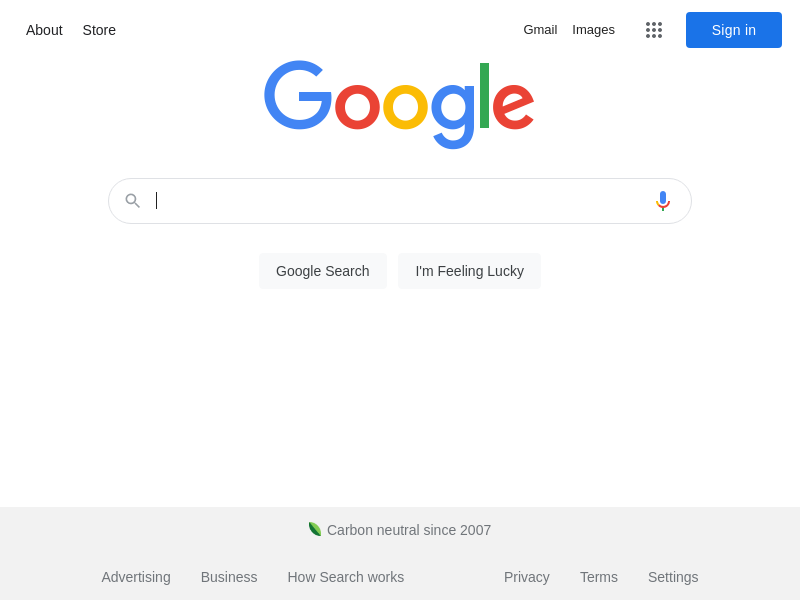 About Store Gmail Images Sign in
Google
Google Search I'm Feeling Lucky
Carbon neutral since 2007
Advertising Business How Search works Privacy Terms Settings